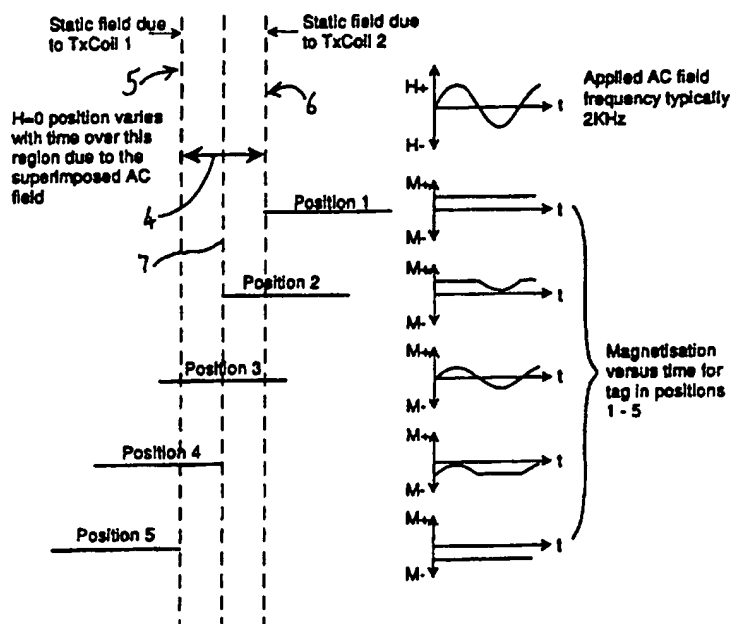 Static field due
to TxCoil 1
Static field due
to TxCoil 2
5
6
H=0 position varies
with time over this
region due to the
superimposed AC
field
4
7
H+
H-
t
Applied AC field
frequency typically
2KHz
Position 1
M+
M-
t
Position 2
M+
M-
t
Position 3
M+
M-
t
Magnetisation
versus time for
tag in positions
1 - 5
Position 4
M+
M-
t
Position 5
M+
M-
t